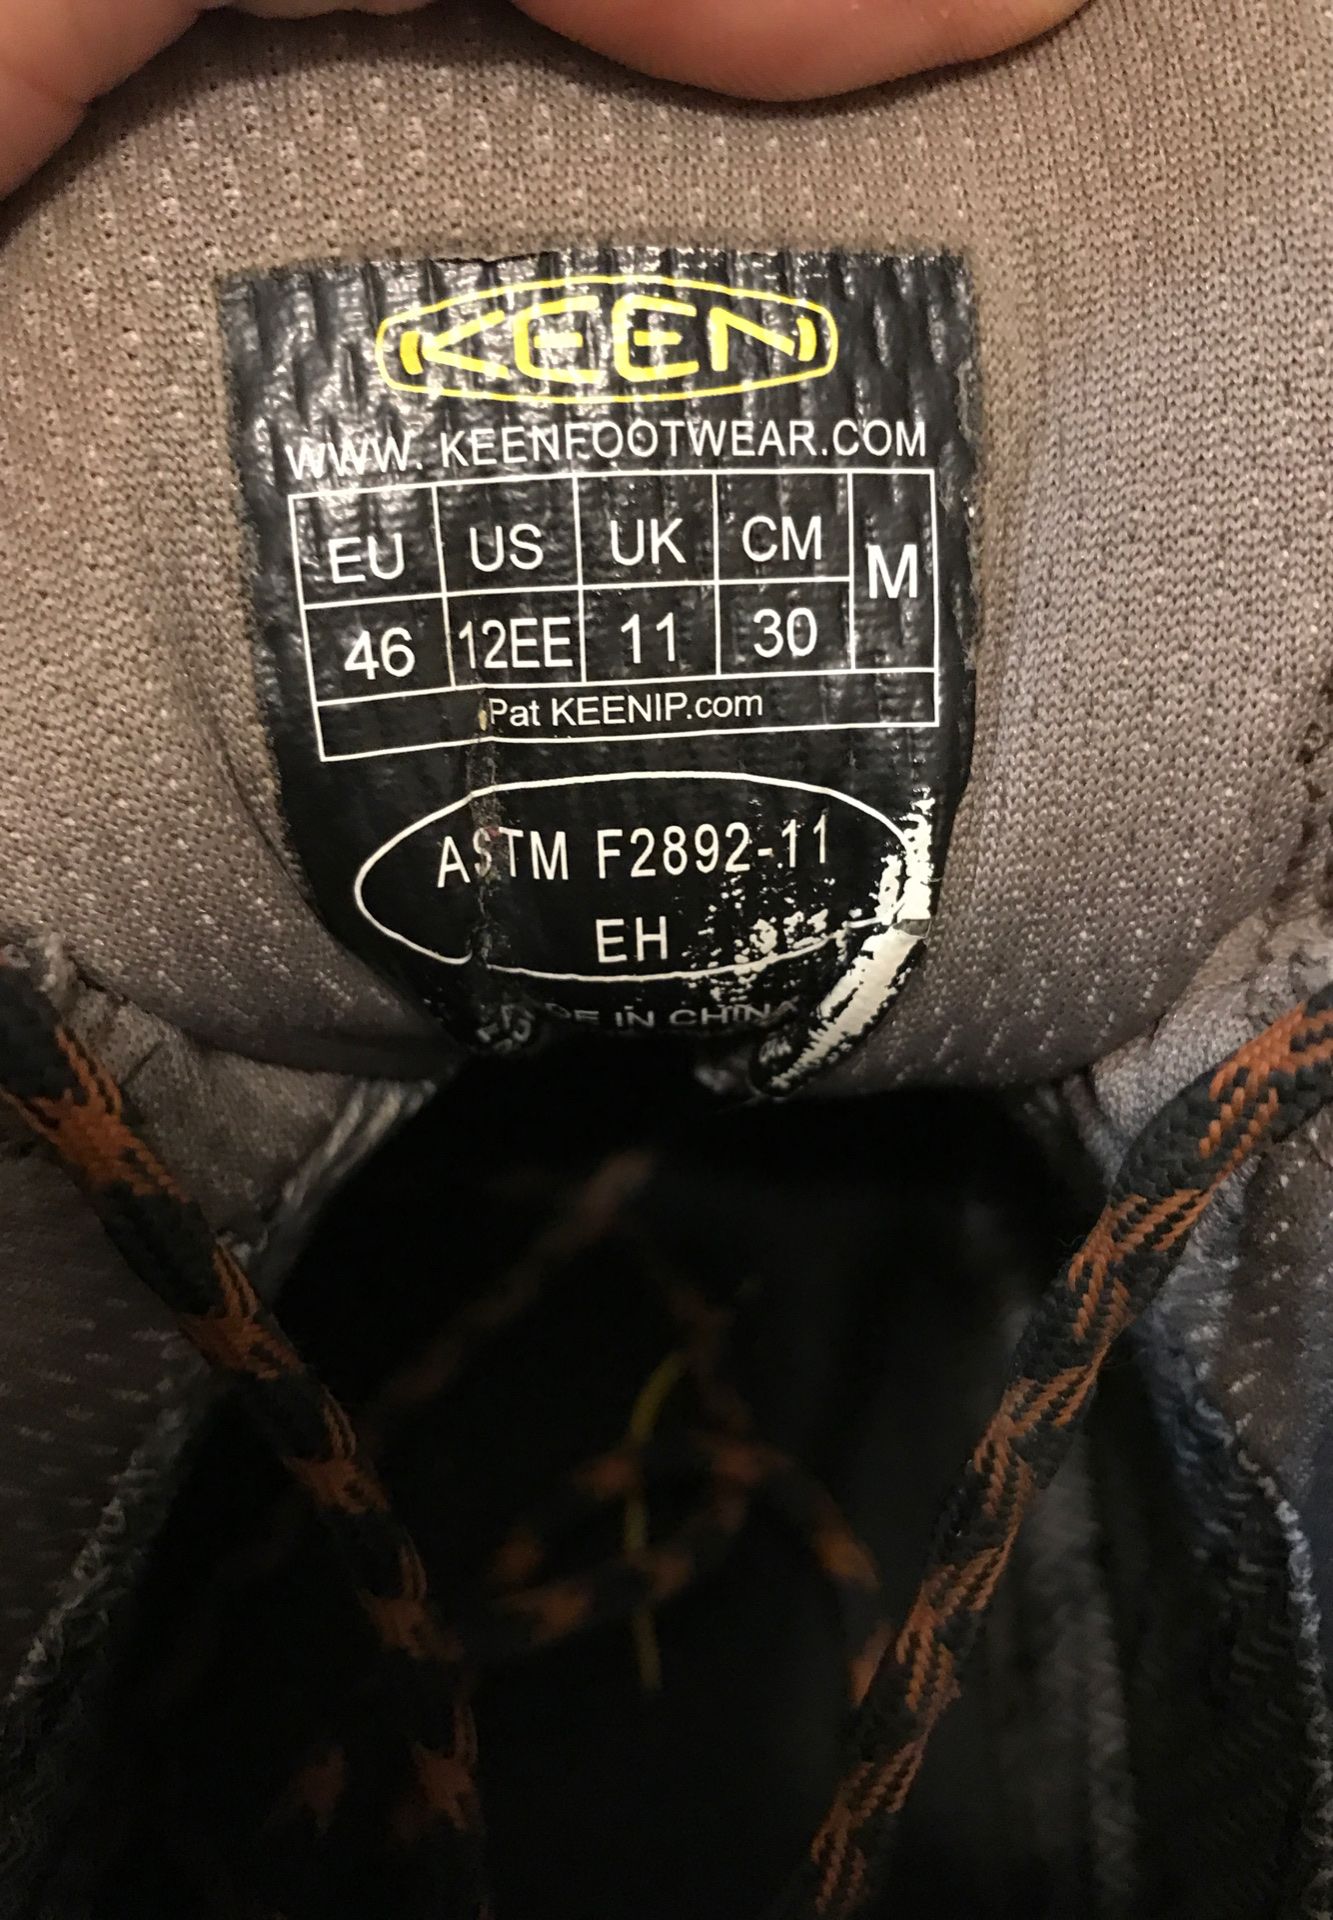 KEEN
WWW. KEENFOOTWEAR.COM
EU US UK CM M
46 12EE 11 30
Pat KEENIP.com
ASTM F2892-11
EH
IN CHINA